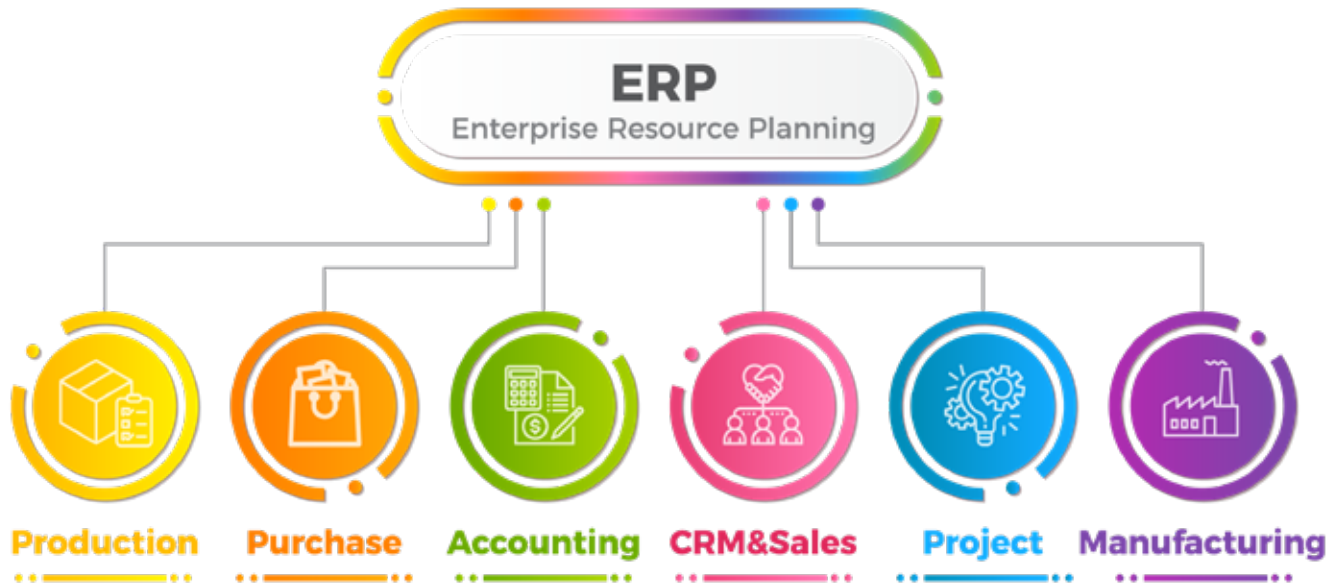 ERP
Enterprise Resource Planning
Production
Purchase
Accounting
CRM&Sales
Project
Manufacturing